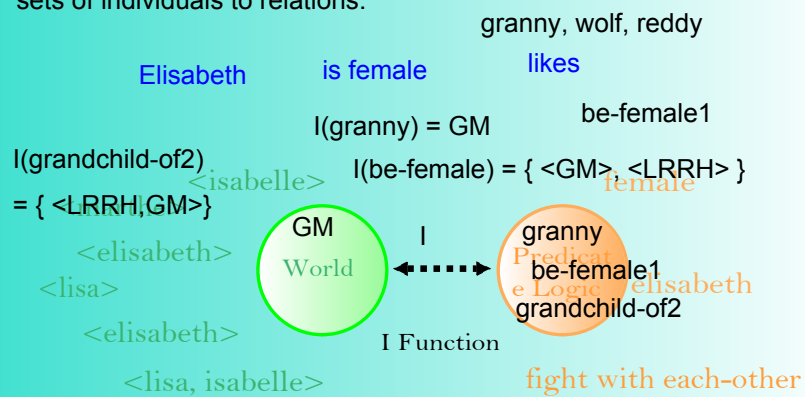 sets of individuals to relations.
granny, wolf, reddy
Elisabeth is female likes
be-female1
I(granny) = GM
I(grandchild-of2)
= { <LRRH,GM>}
I(be-female) = { <GM>, <LRRH> }
<isabelle>
female
GM
I
granny
<elisabeth>
World
Predicat
e Logic
be-female1
elisabeth
<lisa>
grandchild-of2
<elisabeth>
I Function
<lisa, isabelle>
fight with each-other